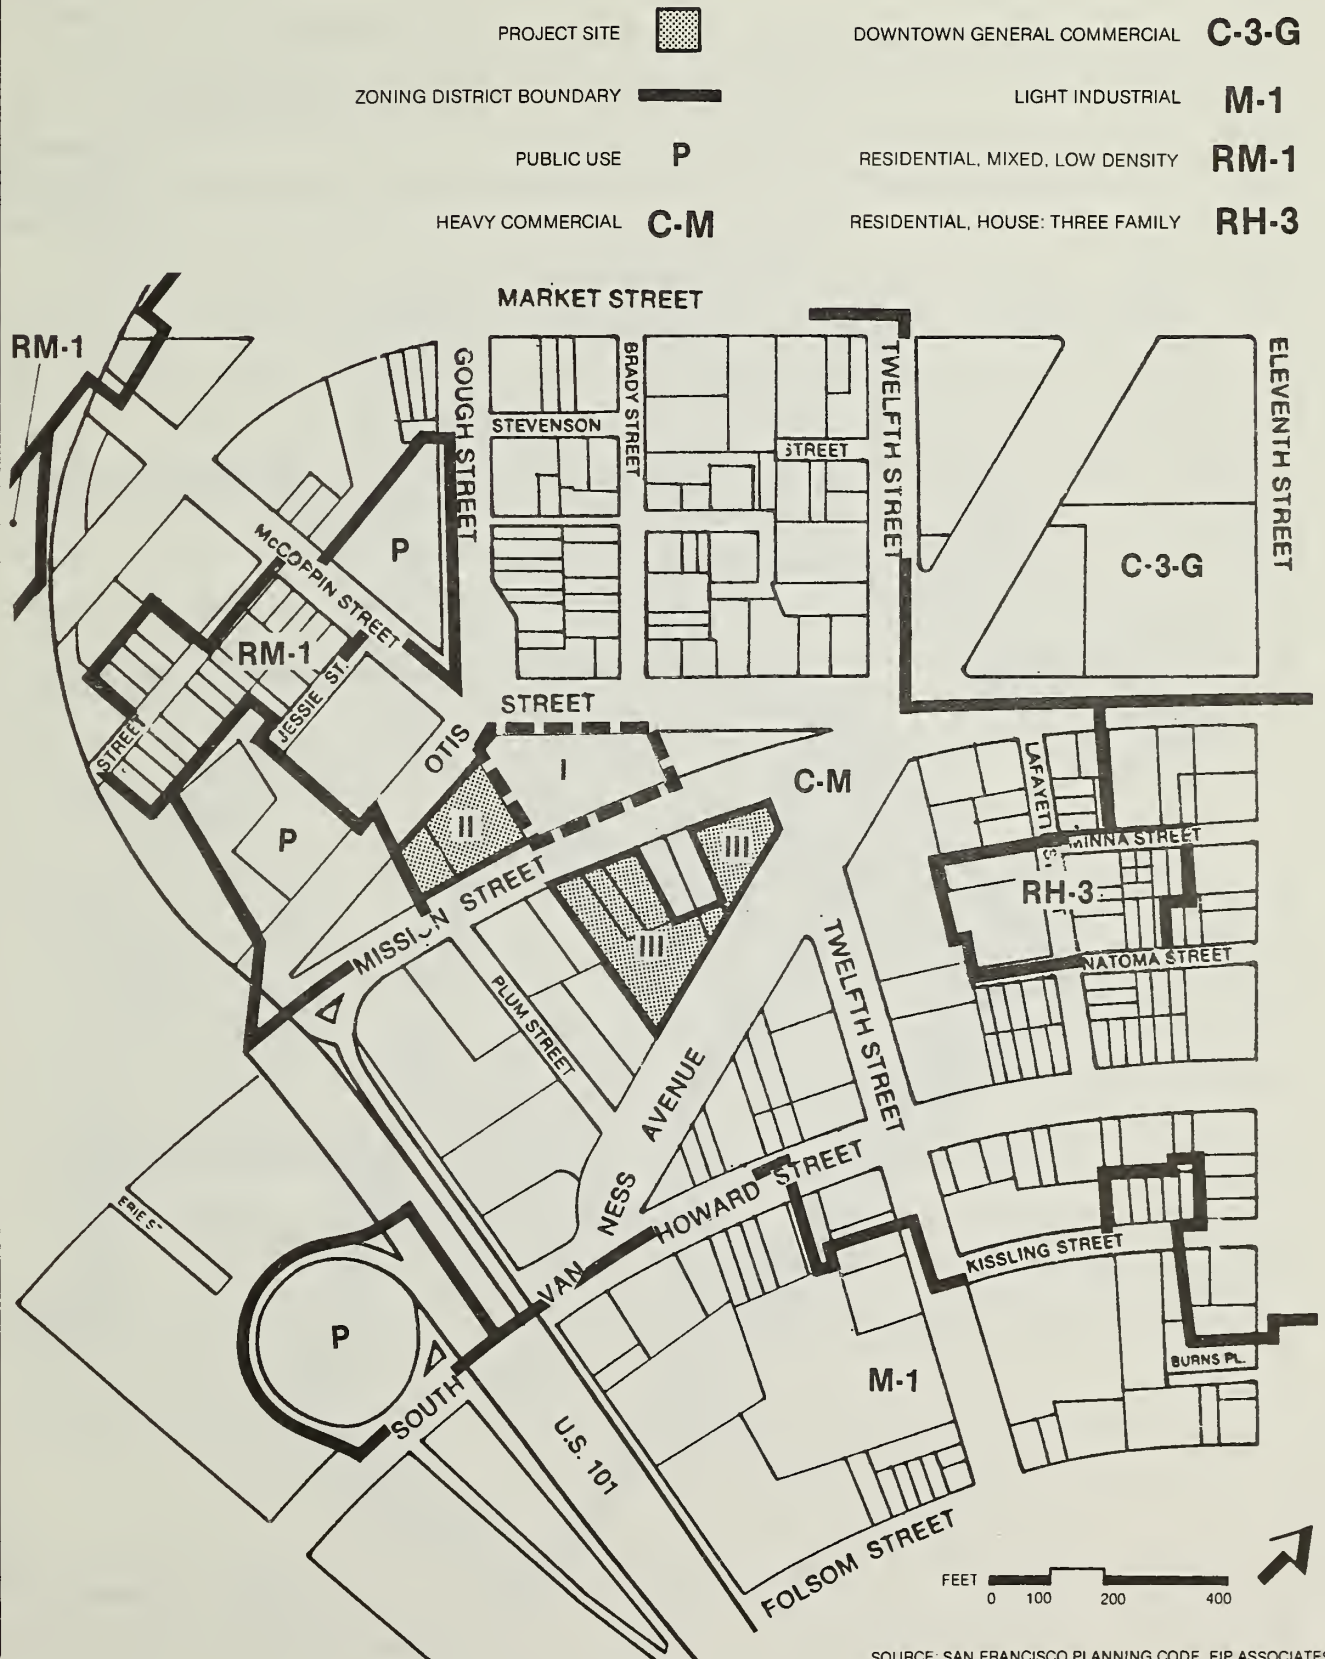 PROJECT SITE
ZONING DISTRICT BOUNDARY
PUBLIC USE P
HEAVY COMMERCIAL C-M
DOWNTOWN GENERAL COMMERCIAL C-3-G
LIGHT INDUSTRIAL M-1
RESIDENTIAL, MIXED, LOW DENSITY RM-1
RESIDENTIAL, HOUSE: THREE FAMILY RH-3
MARKET STREET
RM-1
GOUGH STREET
BRADY STREET
TWELFTH STREET
ELEVENTH STREET
STEVENSON
STREET
P
McCOPPIN STREET
C-3-G
RM-1
JESSIE ST.
STREET
OTIS
STREET
I
C-M
II
III
P
LAFAYETT
STREET
RH-3
III
MISSION STREET
NATOMA STREET
PLUM STREET
TWELFTH STREET
SOUTH VAN NESS AVENUE
HOWARD STREET
ERIE
KISSLING STREET
P
BURNS PL.
M-1
U.S. 101
FOLSOM STREET
FEET
0 100 200 400
SOURCE: SAN FRANCISCO PLANNING CODE, EIP ASSOCIATES